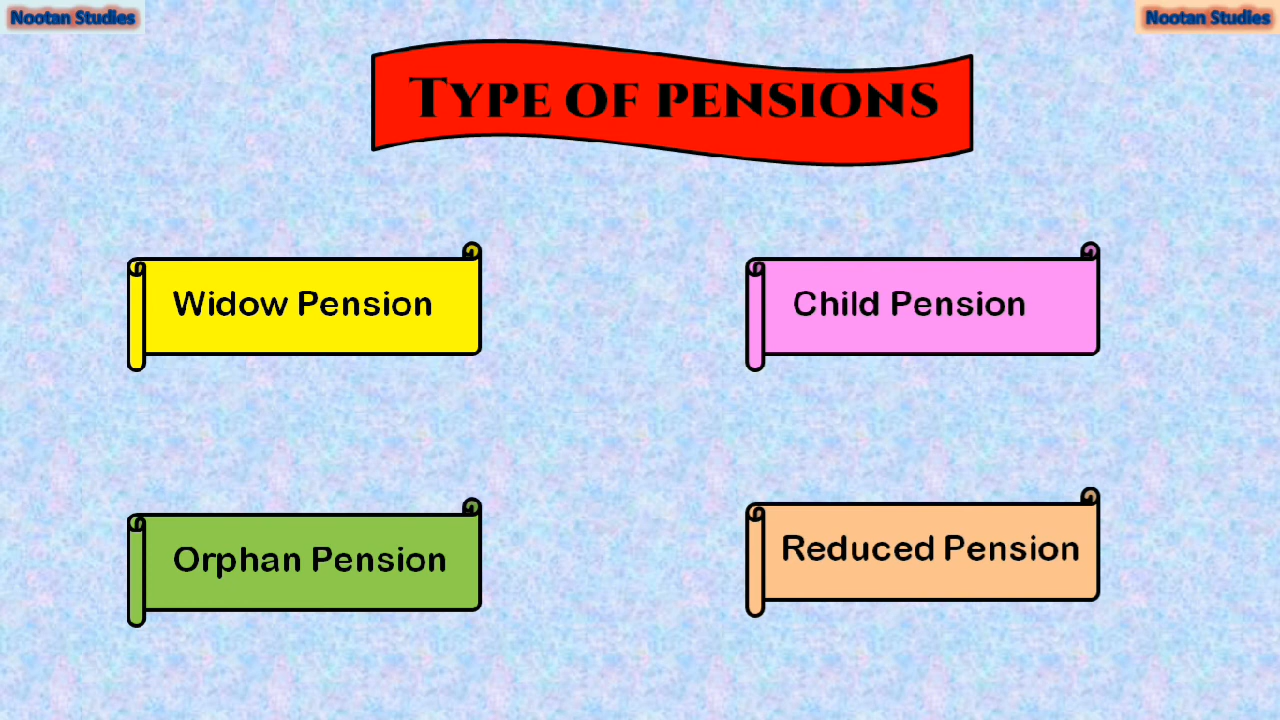 Nootan Studies
Nootan Studies
Type of pensions
Widow Pension
Child Pension
Orphan Pension
Reduced Pension